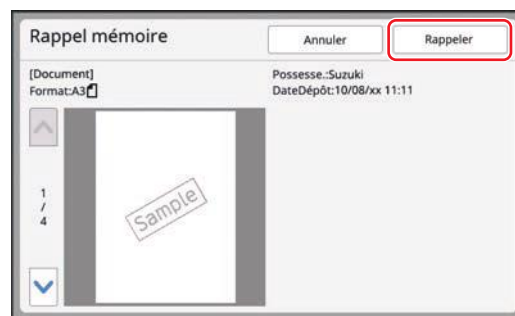 Rappel mémoire
Annuler
Rappeler
[Document]
Format:A3
Possesse.:Suzuki
DateDépôt:10/08/xx 11:11
1
/
4
Sample